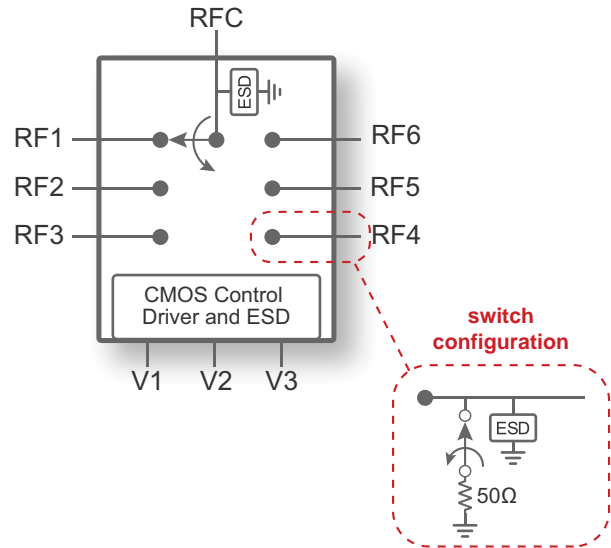 RFC
ESD
RF1
RF6
RF2
RF5
RF3
RF4
CMOS Control
Driver and ESD
V1 V2 V3
switch
configuration
ESD
50Ω